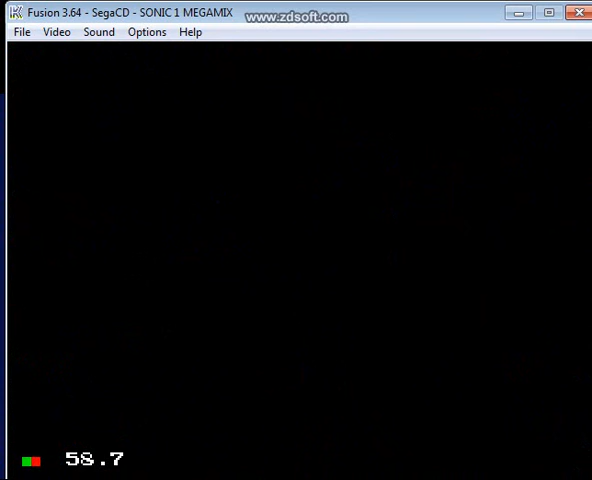 Fusion 3.64 - SegaCD - SONIC 1 MEGAMIX
www.zdsoft.com
File Video Sound Options Help
58.7